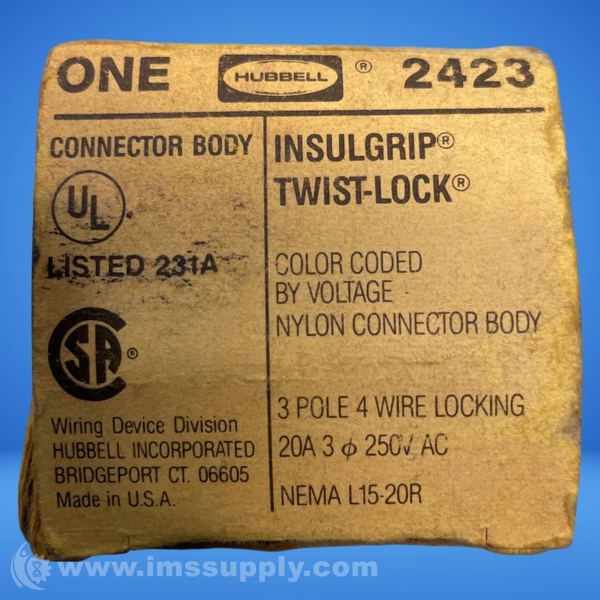 ONE HUBBELL ® 2423
CONNECTOR BODY
UL
LISTED 231A
SA ®
Wiring Device Division
HUBBELL INCORPORATED
BRIDGEPORT CT. 06605
Made in U.S.A.
INSULGRIP®
TWIST-LOCK®
COLOR CODED
BY VOLTAGE
NYLON CONNECTOR BODY
3 POLE 4 WIRE LOCKING
20A 3 ϕ 250V AC
NEMA L15-20R
www.imssupply.com